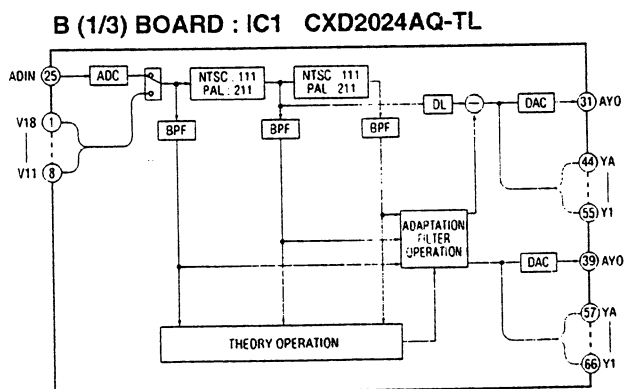 B (1/3) BOARD : IC1 CXD2024AQ-TL
ADIN 25 ADC
NTSC . 111
PAL : 211
NTSC 111
PAL 211
V18 1
V11 8
BPF
BPF
BPF
DL
−
DAC
31 AYO
44 YA
55 Y1
ADAPTATION
FILTER
OPERATION
DAC
39 AYO
57 YA
66 Y1
THEORY OPERATION